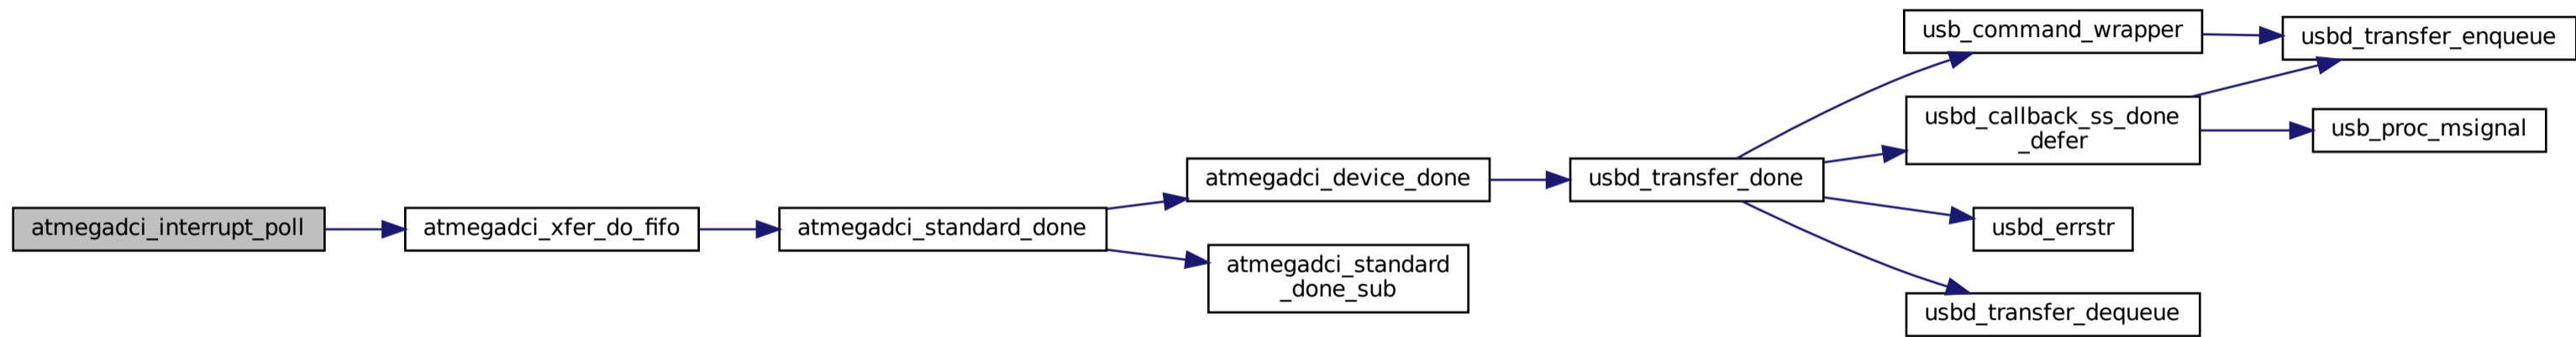 atmegadci_interrupt_poll
atmegadci_xfer_do_fifo
atmegadci_standard_done
atmegadci_device_done
atmegadci_standard
_done_sub
usbd_transfer_done
usb_command_wrapper
usbd_callback_ss_done
_defer
usbd_errstr
usbd_transfer_dequeue
usbd_transfer_enqueue
usb_proc_msignal